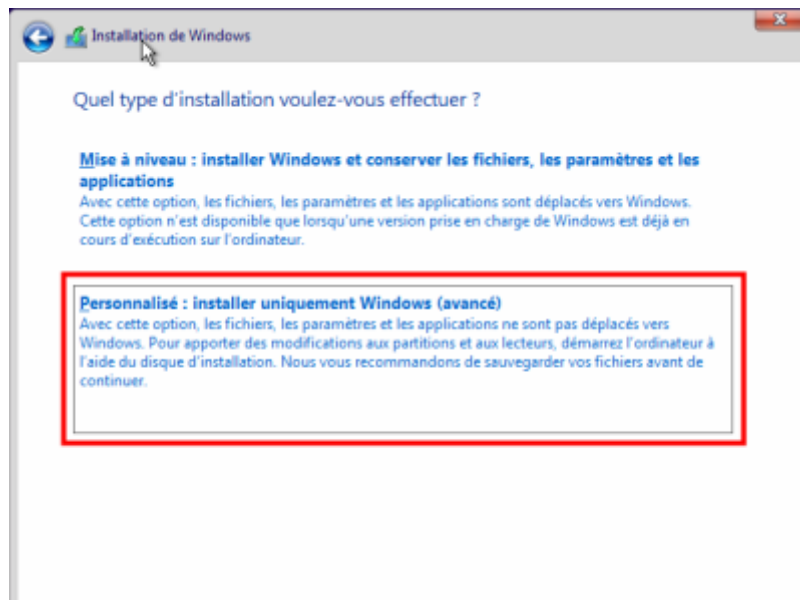 Installation de Windows
Quel type d'installation voulez-vous effectuer ?
Mise à niveau : installer Windows et conserver les fichiers, les paramètres et les
applications
Avec cette option, les fichiers, les paramètres et les applications sont déplacés vers Windows.
Cette option n'est disponible que lorsqu'une version prise en charge de Windows est déjà en
cours d'exécution sur l'ordinateur.
Personnalisé : installer uniquement Windows (avancé)
Avec cette option, les fichiers, les paramètres et les applications ne sont pas déplacés vers
Windows. Pour apporter des modifications aux partitions et aux lecteurs, démarrez l'ordinateur à
l'aide du disque d'installation. Nous vous recommandons de sauvegarder vos fichiers avant de
continuer.